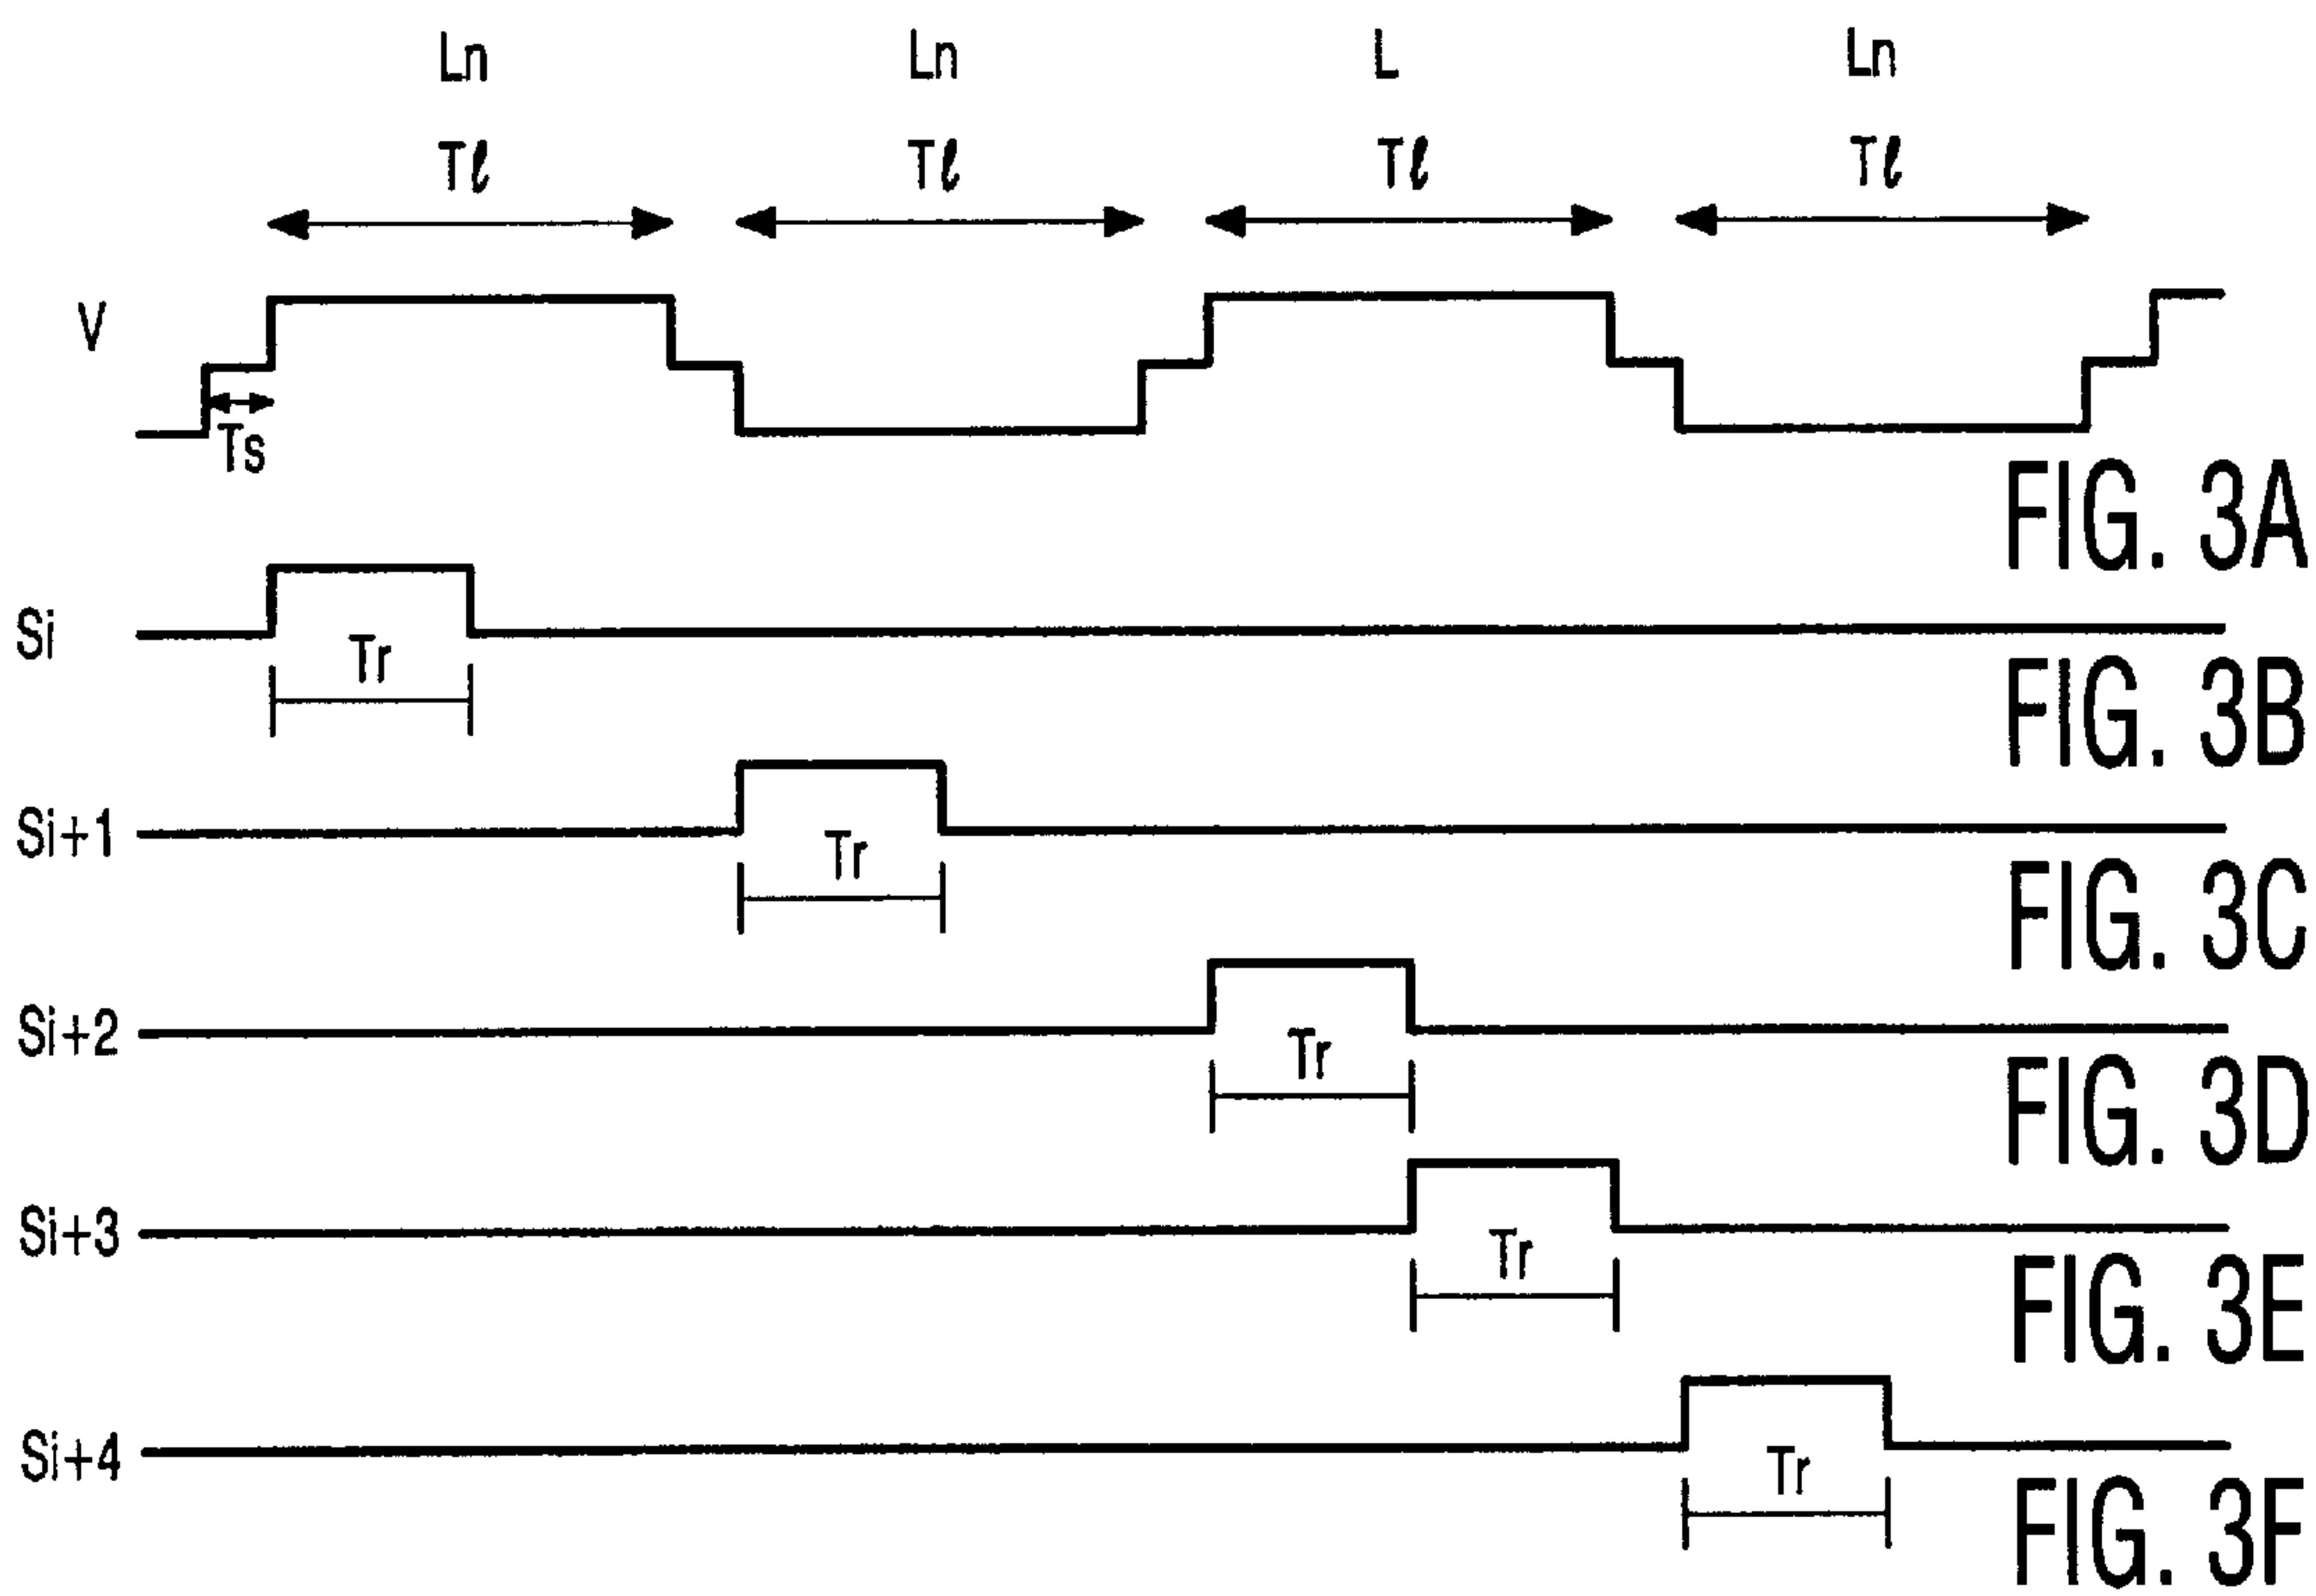 Ln Ln L Ln
Tℓ Tℓ Tℓ Tℓ
V
Ts
FIG. 3A
Si
Tr
FIG. 3B
Si+1
Tr
FIG. 3C
Si+2
Tr
FIG. 3D
Si+3
Tr
FIG. 3E
Si+4
Tr
FIG. 3F